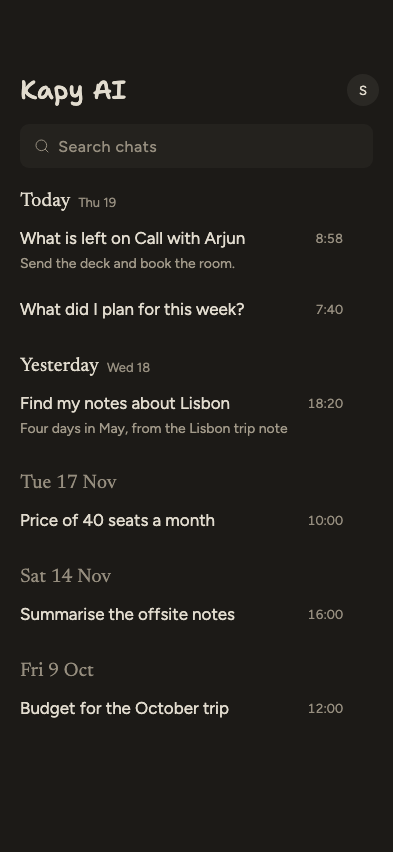 Kapy AI
S
Search chats
Today Thu 19
What is left on Call with Arjun 8:58
Send the deck and book the room.
What did I plan for this week? 7:40
Yesterday Wed 18
Find my notes about Lisbon 18:20
Four days in May, from the Lisbon trip note
Tue 17 Nov
Price of 40 seats a month 10:00
Sat 14 Nov
Summarise the offsite notes 16:00
Fri 9 Oct
Budget for the October trip 12:00